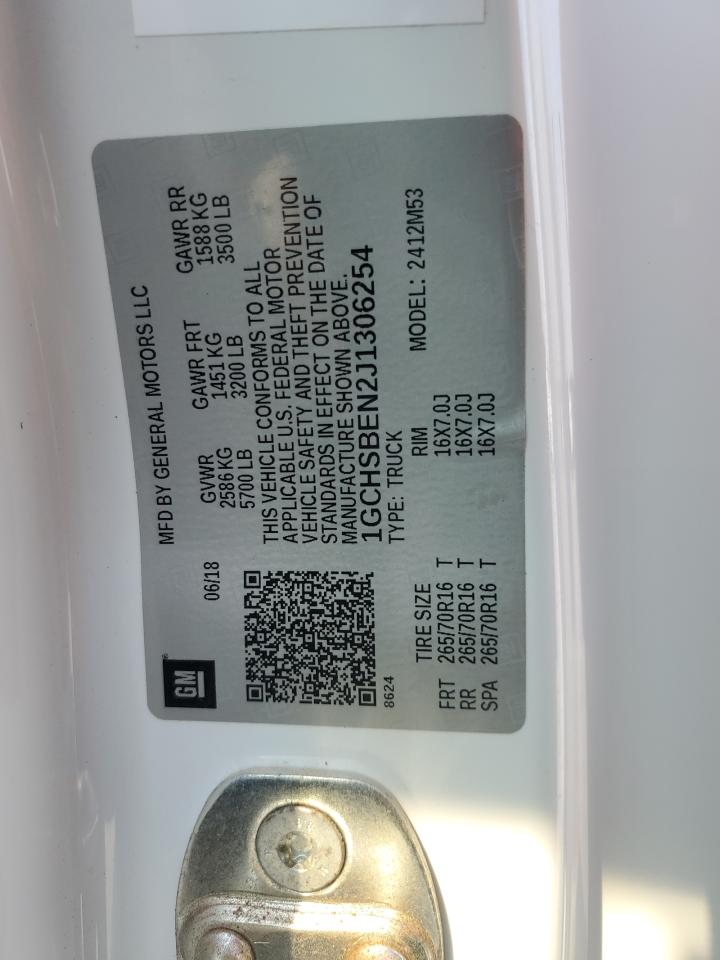 GM®
06/18
MFD BY GENERAL MOTORS LLC
GVWR GAWR FRT GAWR RR
2586 KG 1451 KG 1588 KG
5700 LB 3200 LB 3500 LB
THIS VEHICLE CONFORMS TO ALL
APPLICABLE U.S. FEDERAL MOTOR
VEHICLE SAFETY AND THEFT PREVENTION
STANDARDS IN EFFECT ON THE DATE OF
MANUFACTURE SHOWN ABOVE.
1GCHSBEN2J1306254
8624
TYPE: TRUCK
MODEL: 2412M53
TIRE SIZE RIM
FRT 265/70R16 T 16X7.0J
RR 265/70R16 T 16X7.0J
SPA 265/70R16 T 16X7.0J